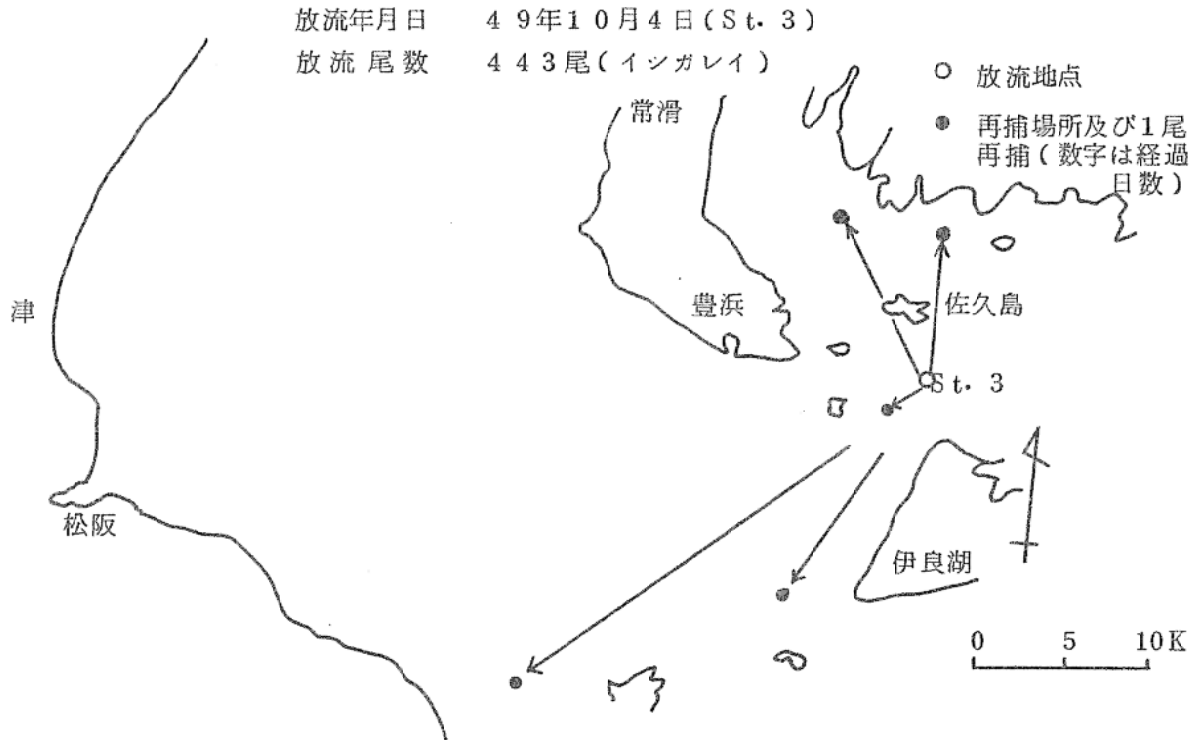 放流年月日 49年10月4日(St. 3)
放流尾数 443尾(イシガレイ)
○ 放流地点
● 再捕場所及び1尾
再捕(数字は経過
日数)
常滑
豊浜
佐久島
St. 3
津
松阪
伊良湖
0 5 10K